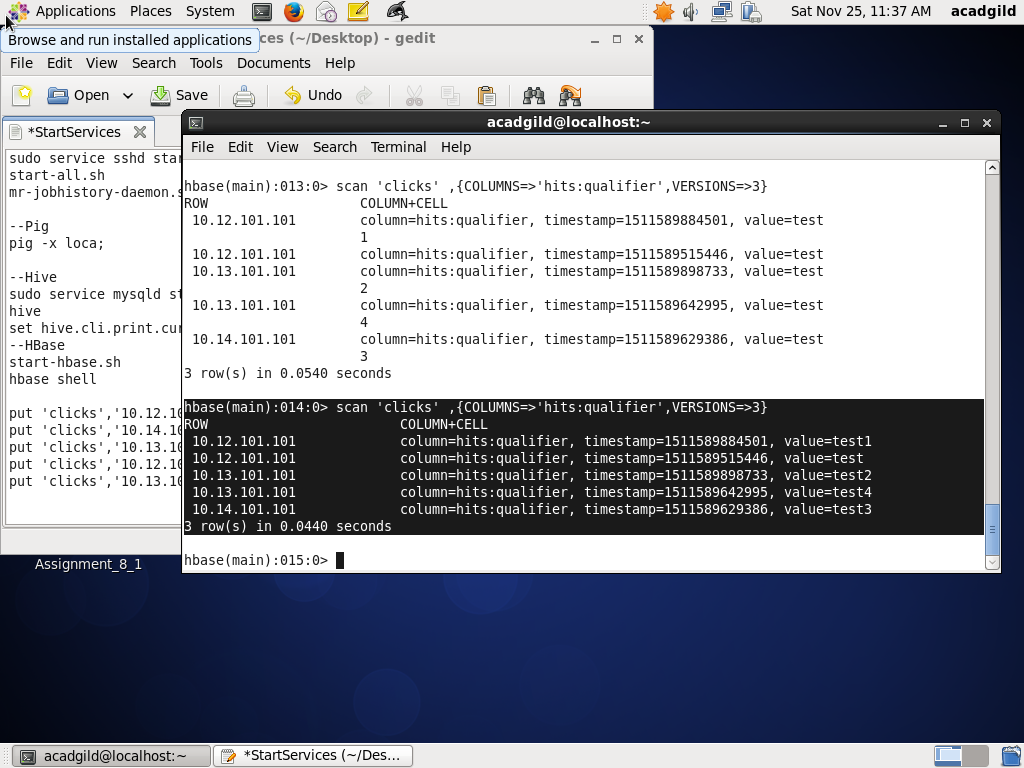 Applications Places System Sat Nov 25, 11:37 AM acadgild
Browse and run installed applications
ces (~/Desktop) - gedit
File Edit View Search Tools Documents Help
Open Save Undo
*StartServices
sudo service sshd star
start-all.sh
mr-jobhistory-daemon.s
--Pig
pig -x loca;
--Hive
sudo service mysqld st
hive
set hive.cli.print.cur
--HBase
start-hbase.sh
hbase shell
put 'clicks','10.12.10
put 'clicks','10.14.10
put 'clicks','10.13.10
put 'clicks','10.12.10
put 'clicks','10.13.10
acadgild@localhost:~
File Edit View Search Terminal Help
hbase(main):013:0> scan 'clicks' ,{COLUMNS=>'hits:qualifier',VERSIONS=>3}
ROW COLUMN+CELL
10.12.101.101 column=hits:qualifier, timestamp=1511589884501, value=test
1
10.12.101.101 column=hits:qualifier, timestamp=1511589515446, value=test
10.13.101.101 column=hits:qualifier, timestamp=1511589898733, value=test
2
10.13.101.101 column=hits:qualifier, timestamp=1511589642995, value=test
4
10.14.101.101 column=hits:qualifier, timestamp=1511589629386, value=test
3
3 row(s) in 0.0540 seconds
hbase(main):014:0> scan 'clicks' ,{COLUMNS=>'hits:qualifier',VERSIONS=>3}
ROW COLUMN+CELL
10.12.101.101 column=hits:qualifier, timestamp=1511589884501, value=test1
10.12.101.101 column=hits:qualifier, timestamp=1511589515446, value=test
10.13.101.101 column=hits:qualifier, timestamp=1511589898733, value=test2
10.13.101.101 column=hits:qualifier, timestamp=1511589642995, value=test4
10.14.101.101 column=hits:qualifier, timestamp=1511589629386, value=test3
3 row(s) in 0.0440 seconds
hbase(main):015:0>
Assignment_8_1
acadgild@localhost:~ *StartServices (~/Des...